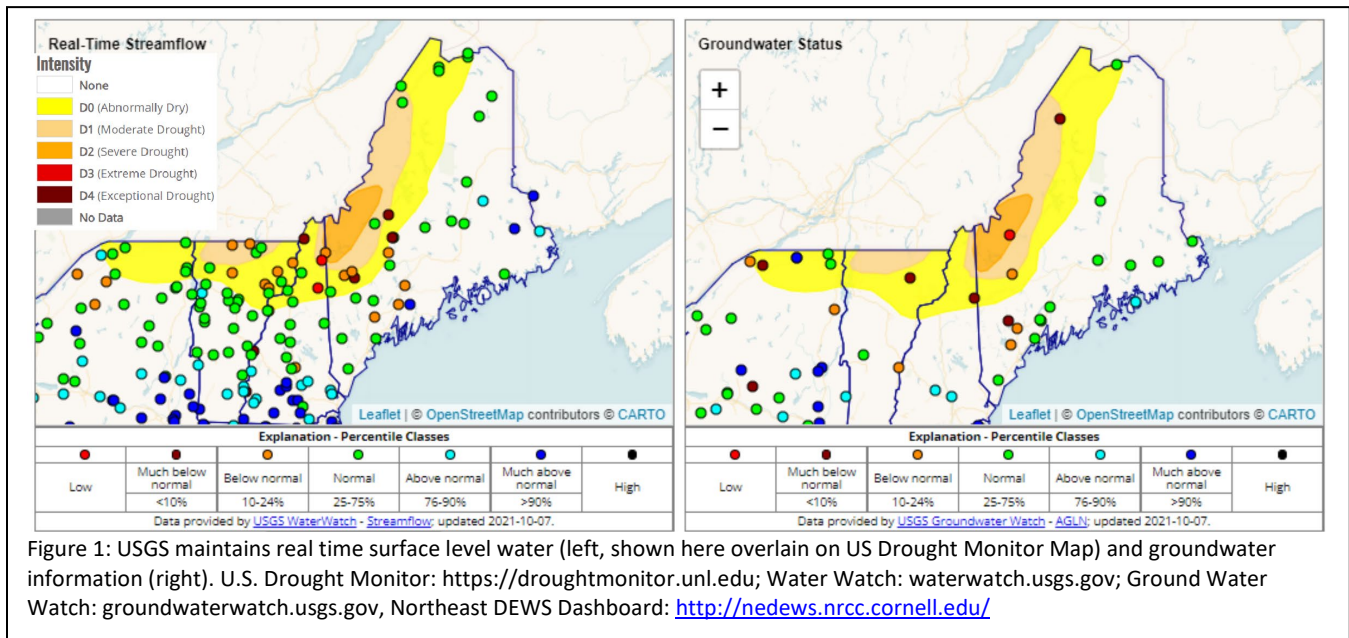 Real-Time Streamflow
Intensity
None
D0 (Abnormally Dry)
D1 (Moderate Drought)
D2 (Severe Drought)
D3 (Extreme Drought)
D4 (Exceptional Drought)
No Data
Leaflet | © OpenStreetMap contributors © CARTO
Explanation - Percentile Classes
Low
Much below normal
Below normal
Normal
Above normal
Much above normal
High
<10%
10-24%
25-75%
76-90%
>90%
Data provided by USGS WaterWatch - Streamflow; updated 2021-10-07.
Groundwater Status
+
−
Leaflet | © OpenStreetMap contributors © CARTO
Explanation - Percentile Classes
Low
Much below normal
Below normal
Normal
Above normal
Much above normal
High
<10%
10-24%
25-75%
76-90%
>90%
Data provided by USGS Groundwater Watch - AGLN; updated 2021-10-07.
Figure 1: USGS maintains real time surface level water (left, shown here overlain on US Drought Monitor Map) and groundwater
information (right). U.S. Drought Monitor: https://droughtmonitor.unl.edu; Water Watch: waterwatch.usgs.gov; Ground Water
Watch: groundwaterwatch.usgs.gov, Northeast DEWS Dashboard: http://nedews.nrcc.cornell.edu/